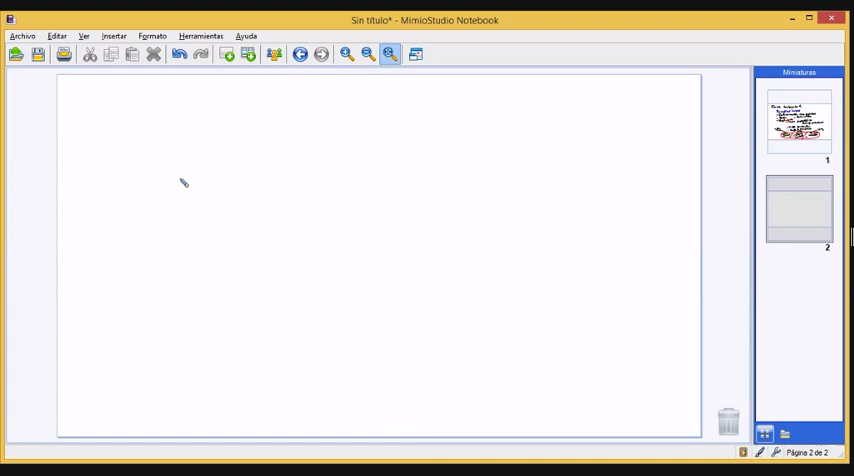 Sin título* - MimioStudio Notebook
Archivo Editar Ver Insertar Formato Herramientas Ayuda
Miniaturas
1
2
Página 2 de 2